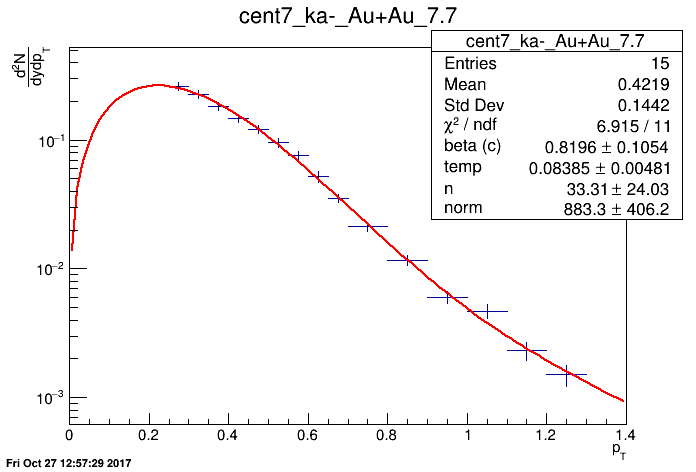 cent7_ka-_Au+Au_7.7
d²N
dydp_T
cent7_ka-_Au+Au_7.7
Entries 15
Mean 0.4219
Std Dev 0.1442
χ² / ndf 6.915 / 11
beta (c) 0.8196 ± 0.1054
temp 0.08385 ± 0.00481
n 33.31 ± 24.03
norm 883.3 ± 406.2
10⁻¹
10⁻²
10⁻³
0 0.2 0.4 0.6 0.8 1 1.2 1.4
p_T
Fri Oct 27 12:57:29 2017